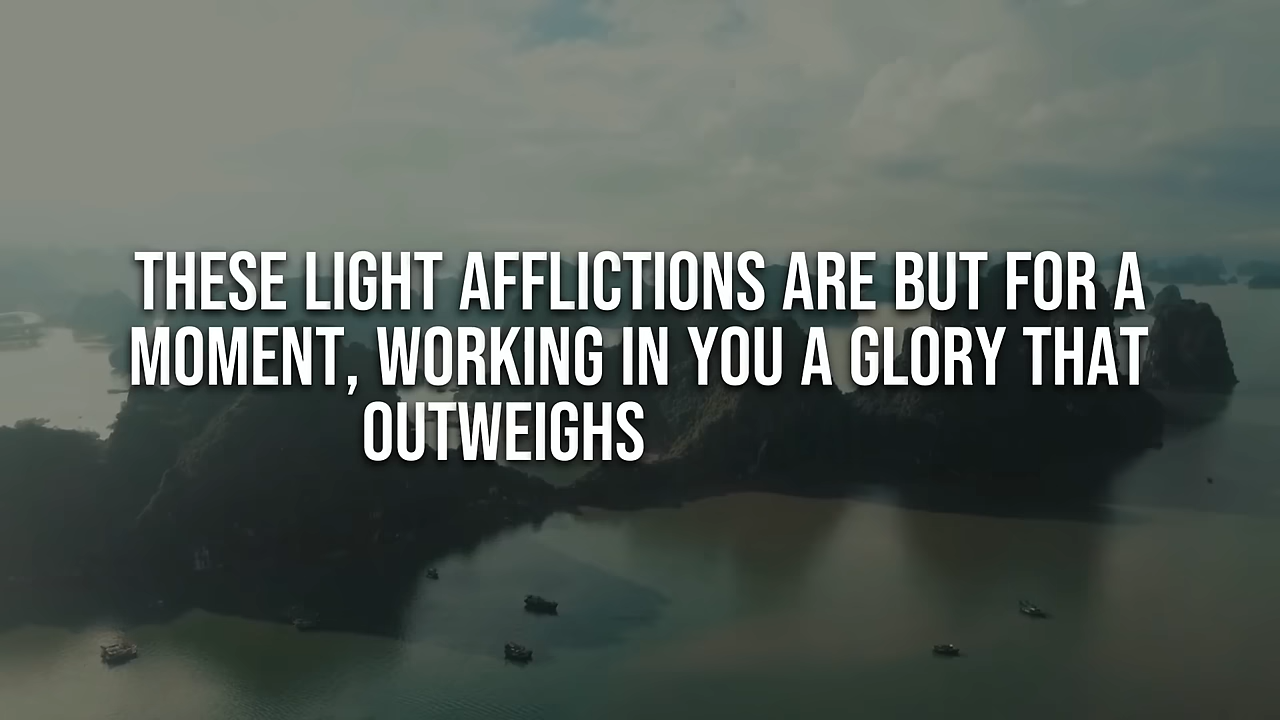 THESE LIGHT AFFLICTIONS ARE BUT FOR A
MOMENT, WORKING IN YOU A GLORY THAT
OUTWEIGHS